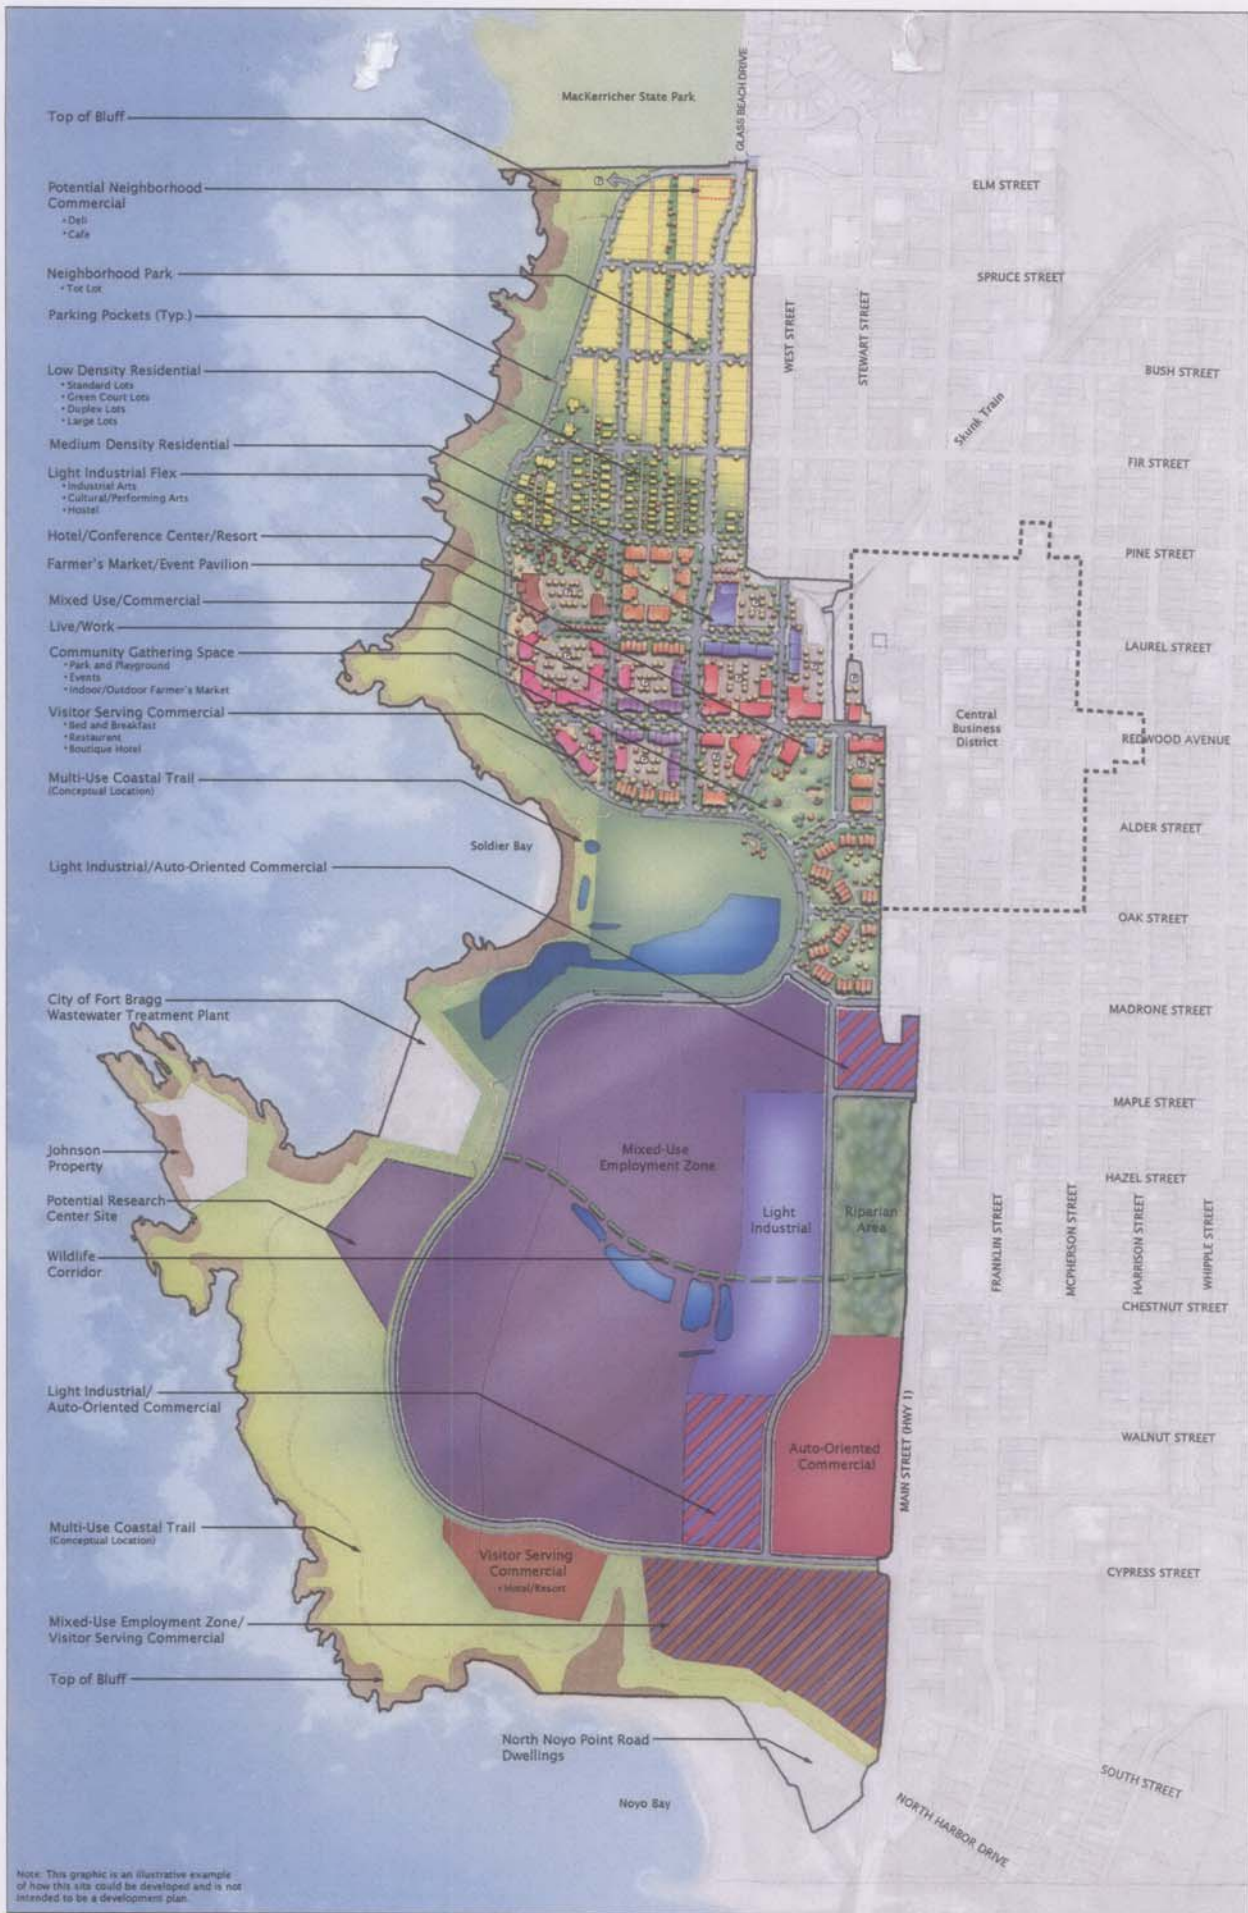 MacKerricher State Park
GLASS BEACH DRIVE
Top of Bluff
Potential Neighborhood
Commercial
• Deli
• Cafe
Neighborhood Park
• Tot Lot
Parking Pockets (Typ.)
Low Density Residential
• Standard Lots
• Green Court Lots
• Duplex Lots
• Large Lots
Medium Density Residential
Light Industrial Flex
• Industrial Arts
• Cultural/Performing Arts
• Hostel
Hotel/Conference Center/Resort
Farmer's Market/Event Pavilion
Mixed Use/Commercial
Live/Work
Community Gathering Space
• Park and Playground
• Events
• Indoor/Outdoor Farmer's Market
Visitor Serving Commercial
• Bed and Breakfast
• Restaurant
• Boutique Hotel
Multi-Use Coastal Trail
(Conceptual Location)
Light Industrial/Auto-Oriented Commercial
City of Fort Bragg
Wastewater Treatment Plant
Johnson
Property
Potential Research
Center Site
Wildlife
Corridor
Light Industrial/
Auto-Oriented Commercial
Multi-Use Coastal Trail
(Conceptual Location)
Mixed-Use Employment Zone/
Visitor Serving Commercial
Top of Bluff
North Noyo Point Road
Dwellings
Noyo Bay
Soldier Bay
Mixed-Use
Employment Zone
Light
Industrial
Riparian
Area
Auto-Oriented
Commercial
Visitor Serving
Commercial
• Hotel/Resort
Central
Business
District
Skunk Train
WEST STREET
STEWART STREET
ELM STREET
SPRUCE STREET
BUSH STREET
FIR STREET
PINE STREET
LAUREL STREET
REDWOOD AVENUE
ALDER STREET
OAK STREET
MADRONE STREET
MAPLE STREET
HAZEL STREET
FRANKLIN STREET
MCPHERSON STREET
HARRISON STREET
WHIPPLE STREET
CHESTNUT STREET
MAIN STREET (HWY 1)
WALNUT STREET
CYPRESS STREET
SOUTH STREET
NORTH HARBOR DRIVE
Note: This graphic is an illustrative example
of how this site could be developed and is not
intended to be a development plan.